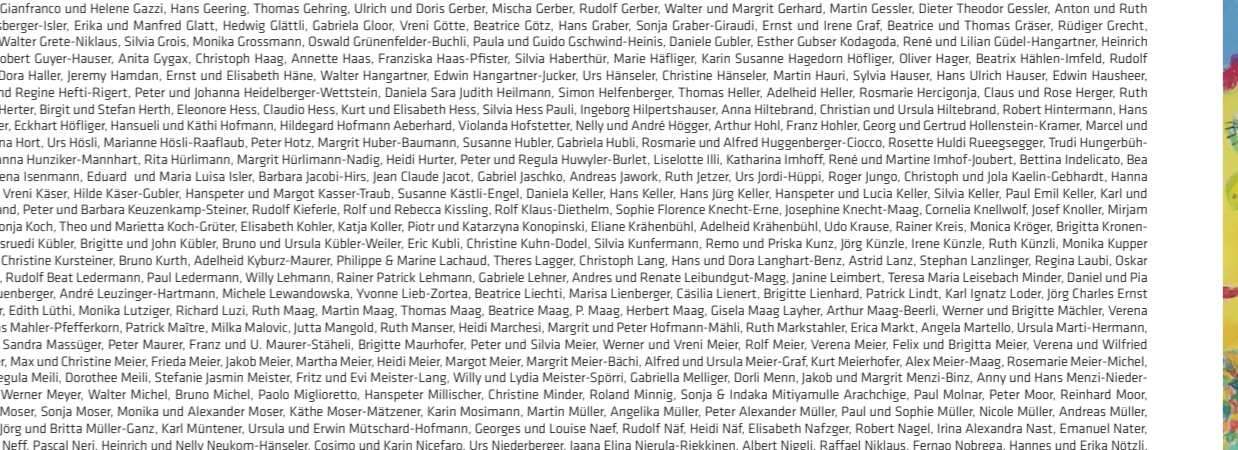 Gianfranco und Helene Gazzi, Hans Geering, Thomas Gehring, Ulrich und Doris Gerber, Mischa Gerber, Rudolf Gerber, Walter und Margrit Gerhard, Martin Gessler, Dieter Theodor Gessler, Anton und Ruth
sberger-Isler, Erika und Manfred Glatt, Hedwig Glättli, Gabriela Gloor, Vreni Götte, Beatrice Götz, Hans Graber, Sonja Graber-Giraudi, Ernst und Irene Graf, Beatrice und Thomas Gräser, Rüdiger Grecht,
Walter Grete-Niklaus, Silvia Grois, Monika Grossmann, Oswald Grünenfelder-Buchli, Paula und Guido Gschwind-Heinis, Daniele Gubler, Esther Gubser Kodagoda, René und Lilian Güdel-Hangartner, Heinrich
obert Guyer-Hauser, Anita Gygax, Christoph Haag, Annette Haas, Franziska Haas-Pfister, Silvia Haberthür, Marie Häfliger, Karin Susanne Hagedorn Höfliger, Oliver Hager, Beatrix Hählen-Imfeld, Rudolf
Dora Haller, Jeremy Hamdan, Ernst und Elisabeth Häne, Walter Hangartner, Edwin Hangartner-Jucker, Urs Hänseler, Christine Hänseler, Martin Hauri, Sylvia Hauser, Hans Ulrich Hauser, Edwin Hausheer,
nd Regine Hefti-Rigert, Peter und Johanna Heidelberger-Wettstein, Daniela Sara Judith Heilmann, Simon Helfenberger, Thomas Heller, Adelheid Heller, Rosmarie Hercigonja, Claus und Rose Herger, Ruth
Herter, Birgit und Stefan Herth, Eleonore Hess, Claudio Hess, Kurt und Elisabeth Hess, Silvia Hess Pauli, Ingeborg Hilpertshauser, Anna Hiltebrand, Christian und Ursula Hiltebrand, Robert Hintermann, Hans
er, Eckhart Höfliger, Hansueli und Käthi Hofmann, Hildegard Hofmann Aeberhard, Violanda Hofstetter, Nelly und André Högger, Arthur Hohl, Franz Hohler, Georg und Gertrud Hollenstein-Kramer, Marcel und
na Hort, Urs Hösli, Marianne Hösli-Raaflaub, Peter Hotz, Margrit Huber-Baumann, Susanne Hubler, Gabriela Hubli, Rosmarie und Alfred Huggenberger-Ciocco, Rosette Huldi Rueegsegger, Trudi Hungerbüh-
anna Hunziker-Mannhart, Rita Hürlimann, Margrit Hürlimann-Nadig, Heidi Hurter, Peter und Regula Huwyler-Burlet, Liselotte Illi, Katharina Imhoff, René und Martine Imhof-Joubert, Bettina Indelicato, Bea
ena Isenmann, Eduard und Maria Luisa Isler, Barbara Jacobi-Hirs, Jean Claude Jacot, Gabriel Jaschko, Andreas Jawork, Ruth Jetzer, Urs Jordi-Hüppi, Roger Jungo, Christoph und Jola Kaelin-Gebhardt, Hanna
Vreni Käser, Hilde Käser-Gubler, Hanspeter und Margot Kasser-Traub, Susanne Kästli-Engel, Daniela Keller, Hans Keller, Hans Jürg Keller, Hanspeter und Lucia Keller, Silvia Keller, Paul Emil Keller, Karl und
and, Peter und Barbara Keuzenkamp-Steiner, Rudolf Kieferle, Rolf und Rebecca Kissling, Rolf Klaus-Diethelm, Sophie Florence Knecht-Erne, Josephine Knecht-Maag, Cornelia Knellwolf, Josef Knoller, Mirjam
onja Koch, Theo und Marietta Koch-Grüter, Elisabeth Kohler, Katja Koller, Piotr und Katarzyna Konopinski, Eliane Krähenbühl, Adelheid Krähenbühl, Udo Krause, Rainer Kreis, Monica Kröger, Brigitta Kronen-
sruedi Kübler, Brigitte und John Kübler, Bruno und Ursula Kübler-Weiler, Eric Kubli, Christine Kuhn-Dodel, Silvia Kunfermann, Remo und Priska Kunz, Jörg Künzle, Irene Künzle, Ruth Künzli, Monika Kupper
Christine Kursteiner, Bruno Kurth, Adelheid Kyburz-Maurer, Philippe & Marine Lachaud, Theres Lagger, Christoph Lang, Hans und Dora Langhart-Benz, Astrid Lanz, Stephan Lanzlinger, Regina Laubi, Oskar
, Rudolf Beat Ledermann, Paul Ledermann, Willy Lehmann, Rainer Patrick Lehmann, Gabriele Lehner, Andres und Renate Leibundgut-Magg, Janine Leimbert, Teresa Maria Leisebach Minder, Daniel und Pia
uenberger, André Leuzinger-Hartmann, Michele Lewandowska, Yvonne Lieb-Zortea, Beatrice Liechti, Marisa Lienberger, Cäsilia Lienert, Brigitte Lienhard, Patrick Lindt, Karl Ignatz Loder, Jörg Charles Ernst
r, Edith Lüthi, Monika Lutziger, Richard Luzi, Ruth Maag, Martin Maag, Thomas Maag, Beatrice Maag, P. Maag, Herbert Maag, Gisela Maag Layher, Arthur Maag-Beerli, Werner und Brigitte Mächler, Verena
as Mahler-Pfefferkorn, Patrick Maître, Milka Malovic, Jutta Mangold, Ruth Manser, Heidi Marchesi, Margrit und Peter Hofmann-Mähli, Ruth Markstahler, Erica Markt, Angela Martello, Ursula Marti-Hermann,
Sandra Massüger, Peter Maurer, Franz und U. Maurer-Stäheli, Brigitte Maurhofer, Peter und Silvia Meier, Werner und Vreni Meier, Rolf Meier, Verena Meier, Felix und Brigitta Meier, Verena und Wilfried
er, Max und Christine Meier, Frieda Meier, Jakob Meier, Martha Meier, Heidi Meier, Margot Meier, Margrit Meier-Bächi, Alfred und Ursula Meier-Graf, Kurt Meierhofer, Alex Meier-Maag, Rosemarie Meier-Michel,
egula Meili, Dorothee Meili, Stefanie Jasmin Meister, Fritz und Evi Meister-Lang, Willy und Lydia Meister-Spörri, Gabriella Melliger, Dorli Menn, Jakob und Margrit Menzi-Binz, Anny und Hans Menzi-Nieder-
Werner Meyer, Walter Michel, Bruno Michel, Paolo Miglioretto, Hanspeter Millischer, Christine Minder, Roland Minnig, Sonja & Indaka Mitiyamulle Arachchige, Paul Molnar, Peter Moor, Reinhard Moor,
Moser, Sonja Moser, Monika und Alexander Moser, Käthe Moser-Mätzener, Karin Mosimann, Martin Müller, Angelika Müller, Peter Alexander Müller, Paul und Sophie Müller, Nicole Müller, Andreas Müller,
Jörg und Britta Müller-Ganz, Karl Müntener, Ursula und Erwin Mütschard-Hofmann, Georges und Louise Naef, Rudolf Näf, Heidi Näf, Elisabeth Nafzger, Robert Nagel, Irina Alexandra Nast, Emanuel Nater,
Neff, Pascal Neri, Heinrich und Nelly Neukom-Hänseler, Cosimo und Karin Nicefaro, Urs Niederberger, Jaana Elina Nierula-Riekkinen, Albert Niggli, Raffael Niklaus, Fernao Nobrega, Hannes und Erika Nötzli,